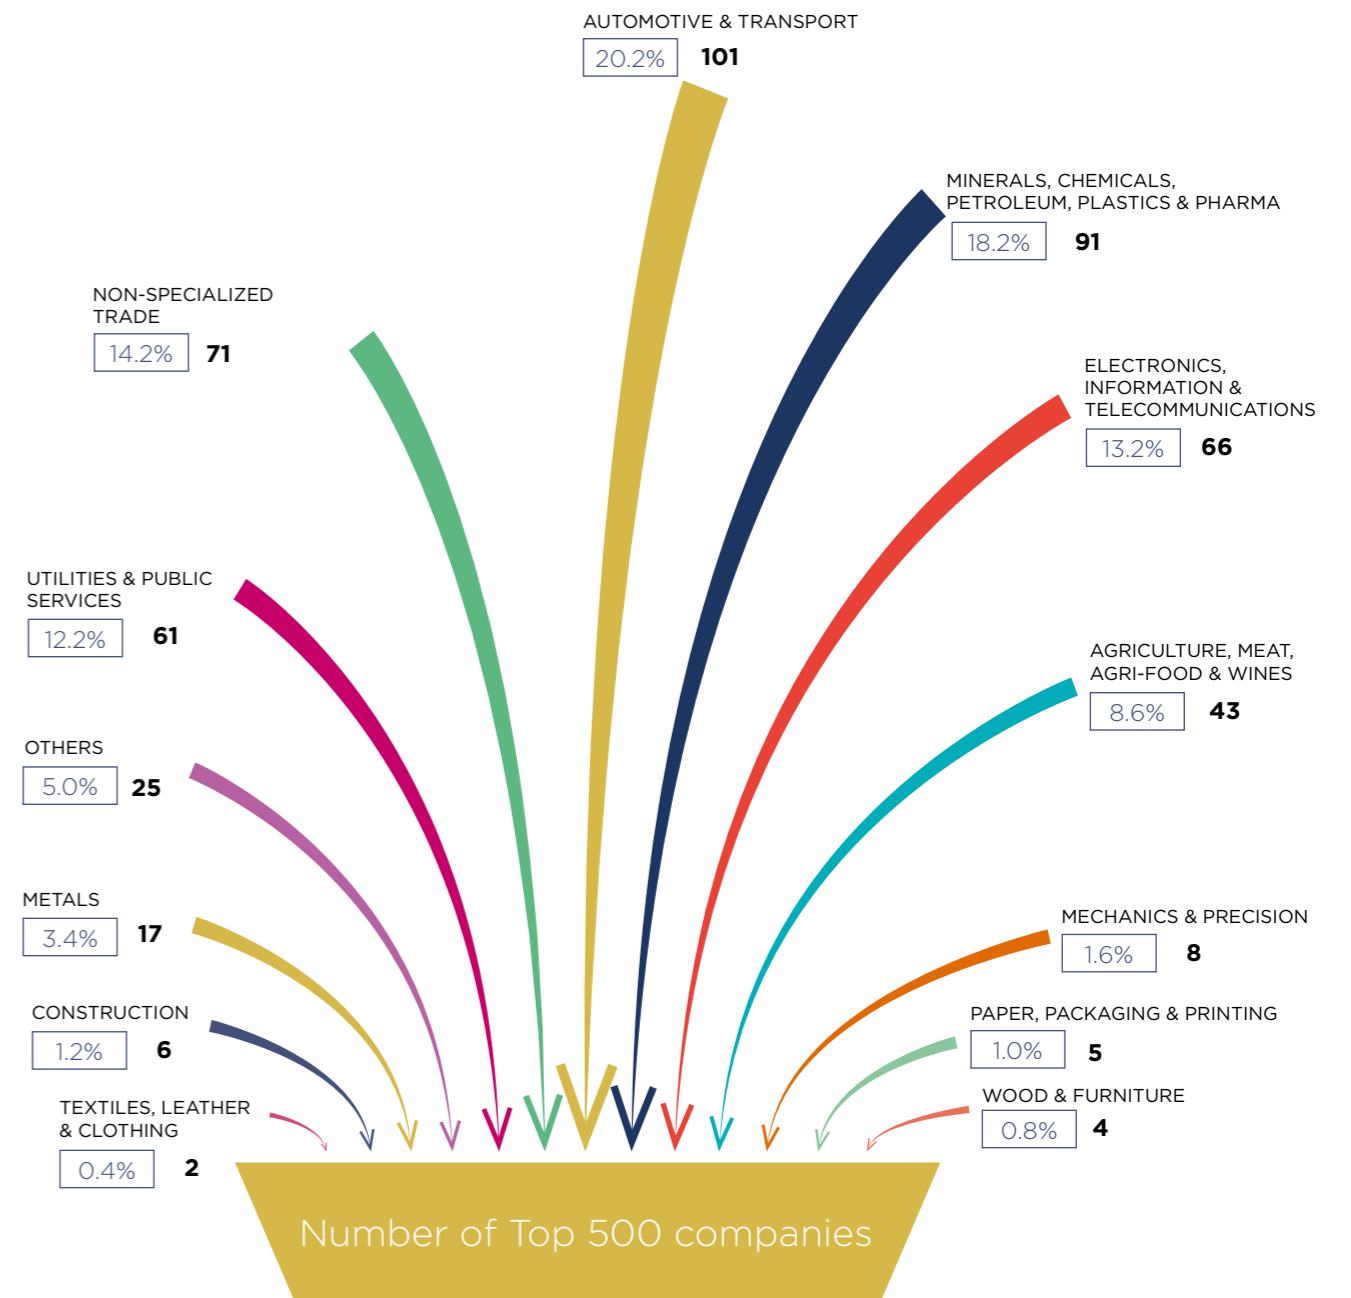 AUTOMOTIVE & TRANSPORT
20.2% 101
MINERALS, CHEMICALS,
PETROLEUM, PLASTICS & PHARMA
18.2% 91
NON-SPECIALIZED
TRADE
14.2% 71
ELECTRONICS,
INFORMATION &
TELECOMMUNICATIONS
13.2% 66
UTILITIES & PUBLIC
SERVICES
12.2% 61
AGRICULTURE, MEAT,
AGRI-FOOD & WINES
8.6% 43
OTHERS
5.0% 25
METALS
3.4% 17
MECHANICS & PRECISION
1.6% 8
CONSTRUCTION
1.2% 6
PAPER, PACKAGING & PRINTING
1.0% 5
WOOD & FURNITURE
0.8% 4
TEXTILES, LEATHER
& CLOTHING
0.4% 2
Number of Top 500 companies